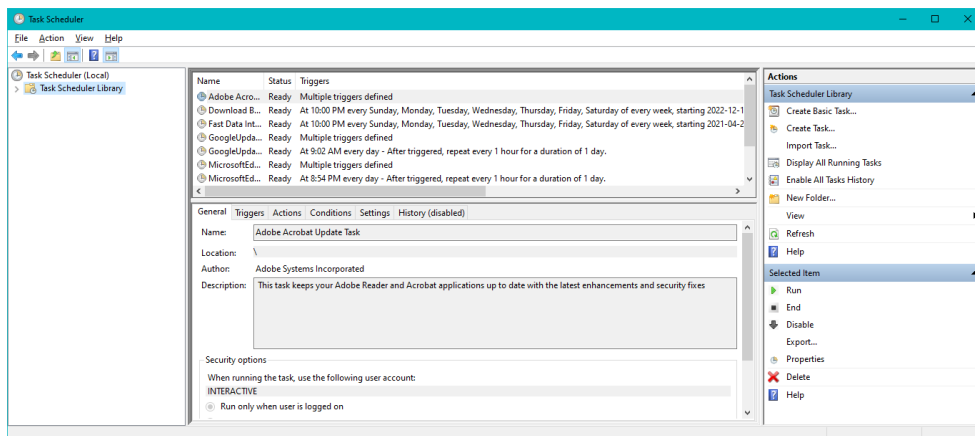 Task Scheduler
File Action View Help
Task Scheduler (Local)
Task Scheduler Library
Name Status Triggers
Adobe Acro... Ready Multiple triggers defined
Download B... Ready At 10:00 PM every Sunday, Monday, Tuesday, Wednesday, Thursday, Friday, Saturday of every week, starting 2022-12-1
Fast Data Int... Ready At 10:00 PM every Sunday, Monday, Tuesday, Wednesday, Thursday, Friday, Saturday of every week, starting 2021-04-2
GoogleUpda... Ready Multiple triggers defined
GoogleUpda... Ready At 9:02 AM every day - After triggered, repeat every 1 hour for a duration of 1 day.
MicrosoftEd... Ready Multiple triggers defined
MicrosoftEd... Ready At 8:54 PM every day - After triggered, repeat every 1 hour for a duration of 1 day.
General Triggers Actions Conditions Settings History (disabled)
Name: Adobe Acrobat Update Task
Location: \
Author: Adobe Systems Incorporated
Description: This task keeps your Adobe Reader and Acrobat applications up to date with the latest enhancements and security fixes
Security options
When running the task, use the following user account:
INTERACTIVE
Run only when user is logged on
Actions
Task Scheduler Library
Create Basic Task...
Create Task...
Import Task...
Display All Running Tasks
Enable All Tasks History
New Folder...
View
Refresh
Help
Selected Item
Run
End
Disable
Export...
Properties
Delete
Help